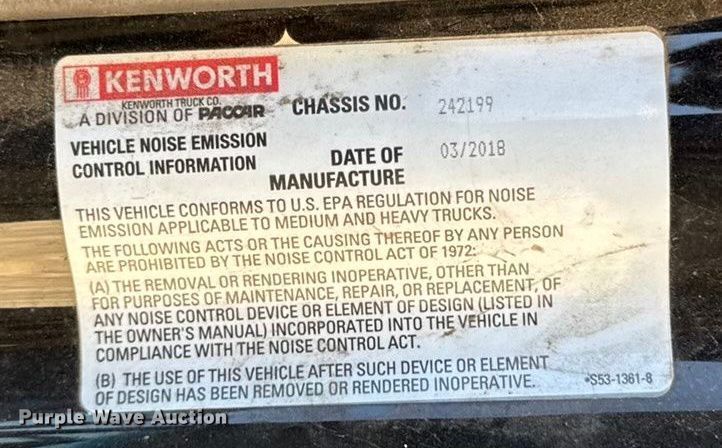 KENWORTH
KENWORTH TRUCK CO.
A DIVISION OF PACCAR
CHASSIS NO. 242199
VEHICLE NOISE EMISSION
CONTROL INFORMATION
DATE OF
MANUFACTURE
03/2018
THIS VEHICLE CONFORMS TO U.S. EPA REGULATION FOR NOISE
EMISSION APPLICABLE TO MEDIUM AND HEAVY TRUCKS.
THE FOLLOWING ACTS OR THE CAUSING THEREOF BY ANY PERSON
ARE PROHIBITED BY THE NOISE CONTROL ACT OF 1972:
(A) THE REMOVAL OR RENDERING INOPERATIVE, OTHER THAN
FOR PURPOSES OF MAINTENANCE, REPAIR, OR REPLACEMENT, OF
ANY NOISE CONTROL DEVICE OR ELEMENT OF DESIGN (LISTED IN
THE OWNER'S MANUAL) INCORPORATED INTO THE VEHICLE IN
COMPLIANCE WITH THE NOISE CONTROL ACT.
(B) THE USE OF THIS VEHICLE AFTER SUCH DEVICE OR ELEMENT
OF DESIGN HAS BEEN REMOVED OR RENDERED INOPERATIVE.
•S53-1361-8
Purple Wave Auction